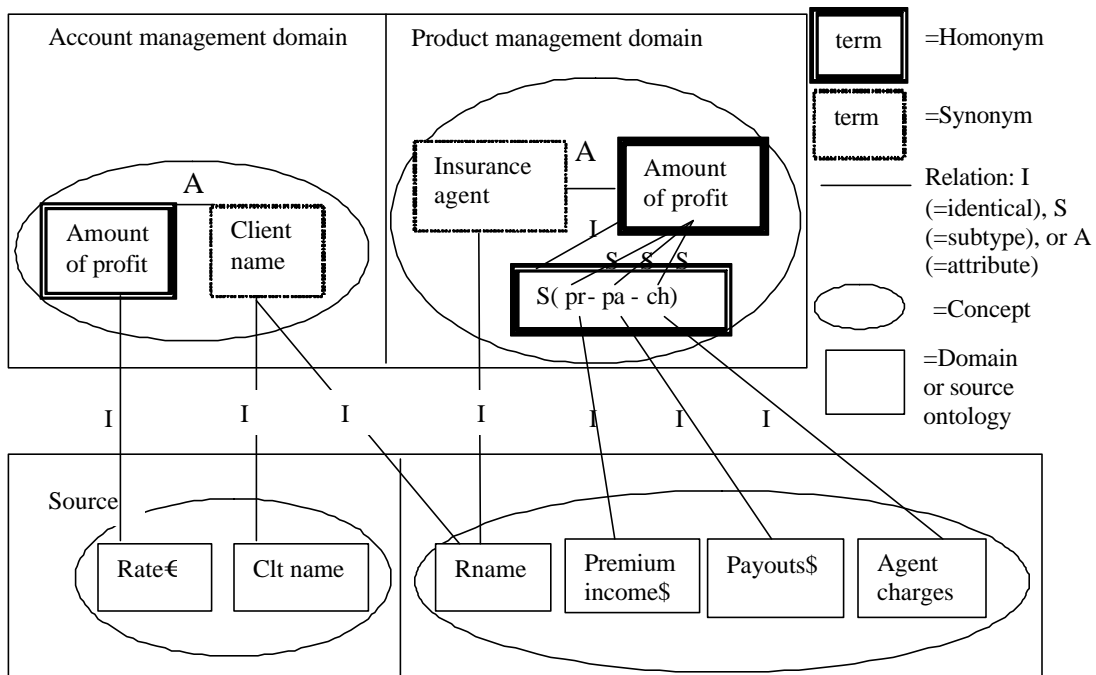 Account management domain
Product management domain
term
=Homonym
term
=Synonym
Relation: I
(=identical), S
(=subtype), or A
(=attribute)
=Concept
=Domain
or source
ontology
A
Amount
of profit
Client
name
Insurance
agent
A
Amount
of profit
I
S S S
S( pr- pa - ch)
I
I
I
I
I
I
I
Source
Rate€
Clt name
Rname
Premium
income$
Payouts$
Agent
charges